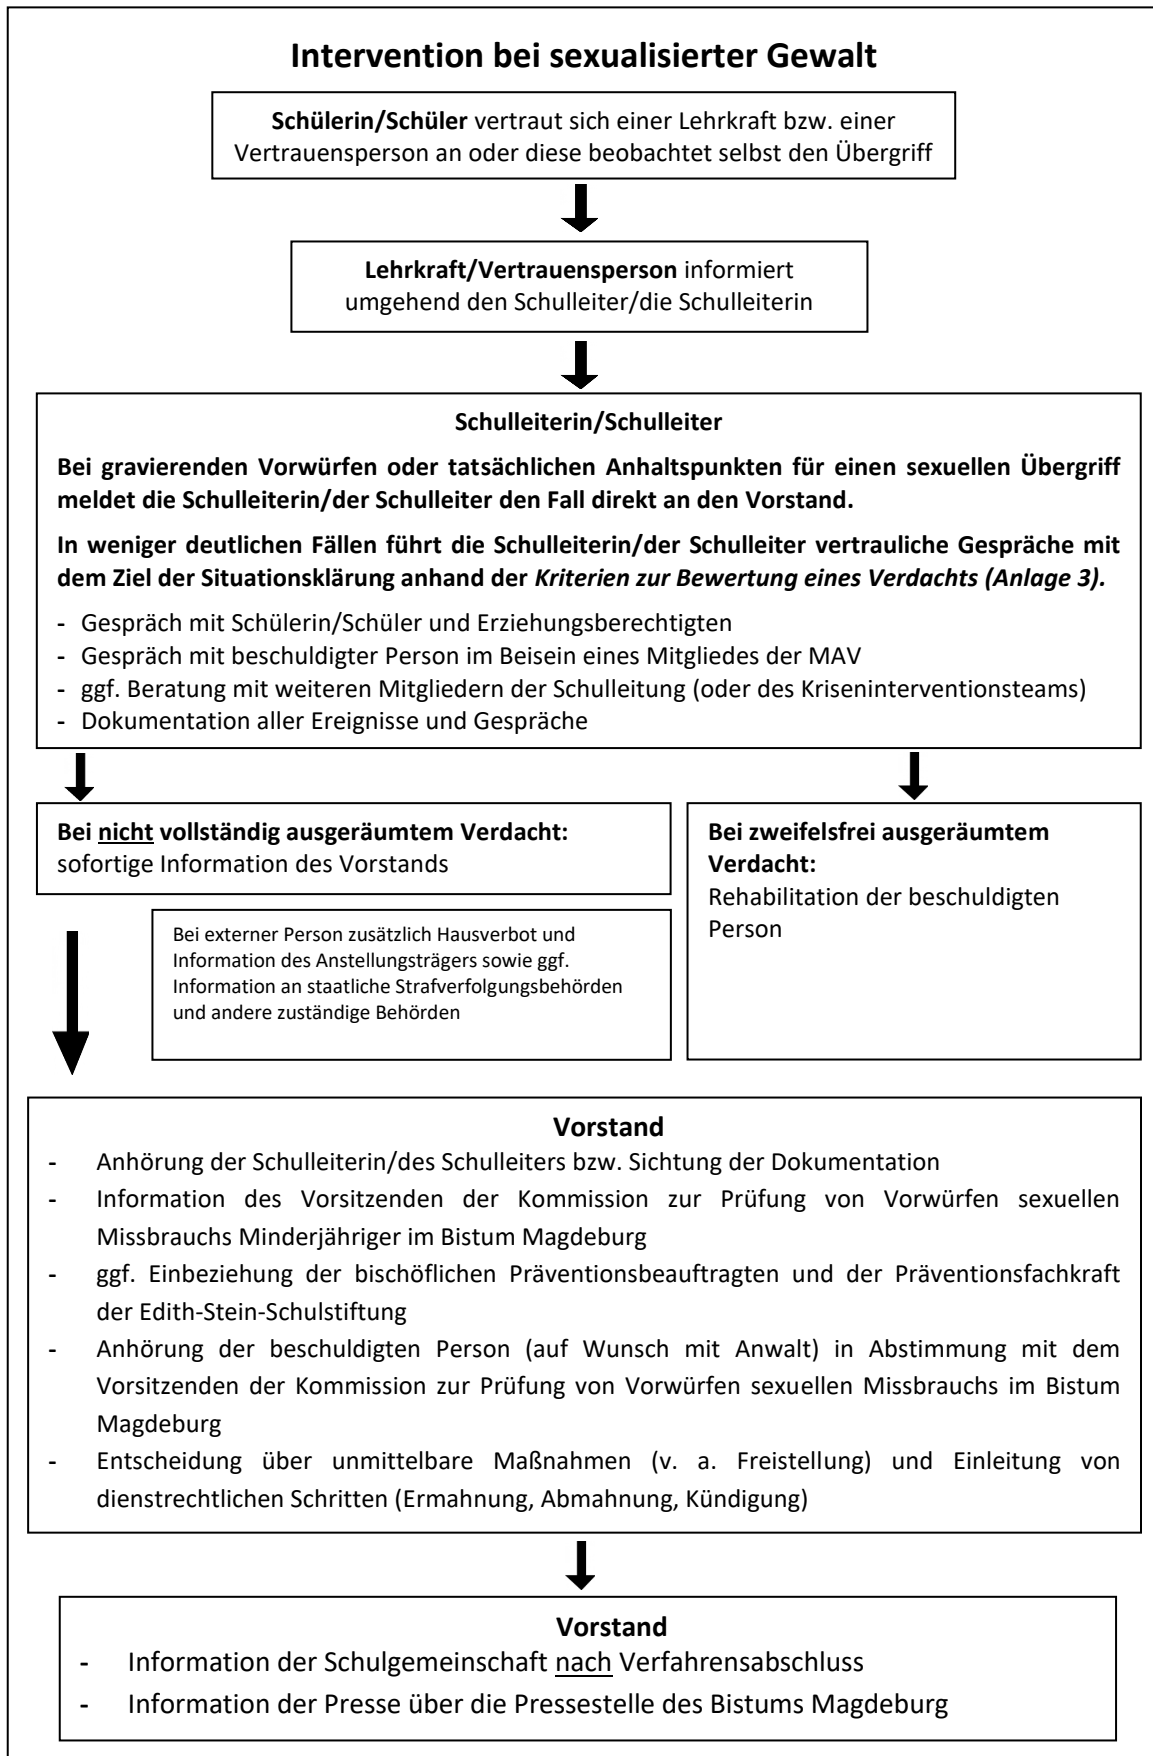 Intervention bei sexualisierter Gewalt
Schülerin/Schüler vertraut sich einer Lehrkraft bzw. einer
Vertrauensperson an oder diese beobachtet selbst den Übergriff
Lehrkraft/Vertrauensperson informiert
umgehend den Schulleiter/die Schulleiterin
Schulleiterin/Schulleiter
Bei gravierenden Vorwürfen oder tatsächlichen Anhaltspunkten für einen sexuellen Übergriff
meldet die Schulleiterin/der Schulleiter den Fall direkt an den Vorstand.
In weniger deutlichen Fällen führt die Schulleiterin/der Schulleiter vertrauliche Gespräche mit
dem Ziel der Situationsklärung anhand der Kriterien zur Bewertung eines Verdachts (Anlage 3).
- Gespräch mit Schülerin/Schüler und Erziehungsberechtigten
- Gespräch mit beschuldigter Person im Beisein eines Mitgliedes der MAV
- ggf. Beratung mit weiteren Mitgliedern der Schulleitung (oder des Kriseninterventionsteams)
- Dokumentation aller Ereignisse und Gespräche
Bei nicht vollständig ausgeräumtem Verdacht:
sofortige Information des Vorstands
Bei externer Person zusätzlich Hausverbot und
Information des Anstellungsträgers sowie ggf.
Information an staatliche Strafverfolgungsbehörden
und andere zuständige Behörden
Bei zweifelsfrei ausgeräumtem
Verdacht:
Rehabilitation der beschuldigten
Person
Vorstand
- Anhörung der Schulleiterin/des Schulleiters bzw. Sichtung der Dokumentation
- Information des Vorsitzenden der Kommission zur Prüfung von Vorwürfen sexuellen
Missbrauchs Minderjähriger im Bistum Magdeburg
- ggf. Einbeziehung der bischöflichen Präventionsbeauftragten und der Präventionsfachkraft
der Edith-Stein-Schulstiftung
- Anhörung der beschuldigten Person (auf Wunsch mit Anwalt) in Abstimmung mit dem
Vorsitzenden der Kommission zur Prüfung von Vorwürfen sexuellen Missbrauchs im Bistum
Magdeburg
- Entscheidung über unmittelbare Maßnahmen (v. a. Freistellung) und Einleitung von
dienstrechtlichen Schritten (Ermahnung, Abmahnung, Kündigung)
Vorstand
- Information der Schulgemeinschaft nach Verfahrensabschluss
- Information der Presse über die Pressestelle des Bistums Magdeburg